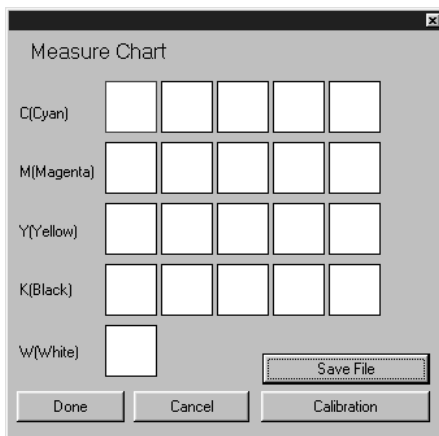 Measure Chart
C(Cyan)
M(Magenta)
Y(Yellow)
K(Black)
W(White)
Save File
Done Cancel Calibration